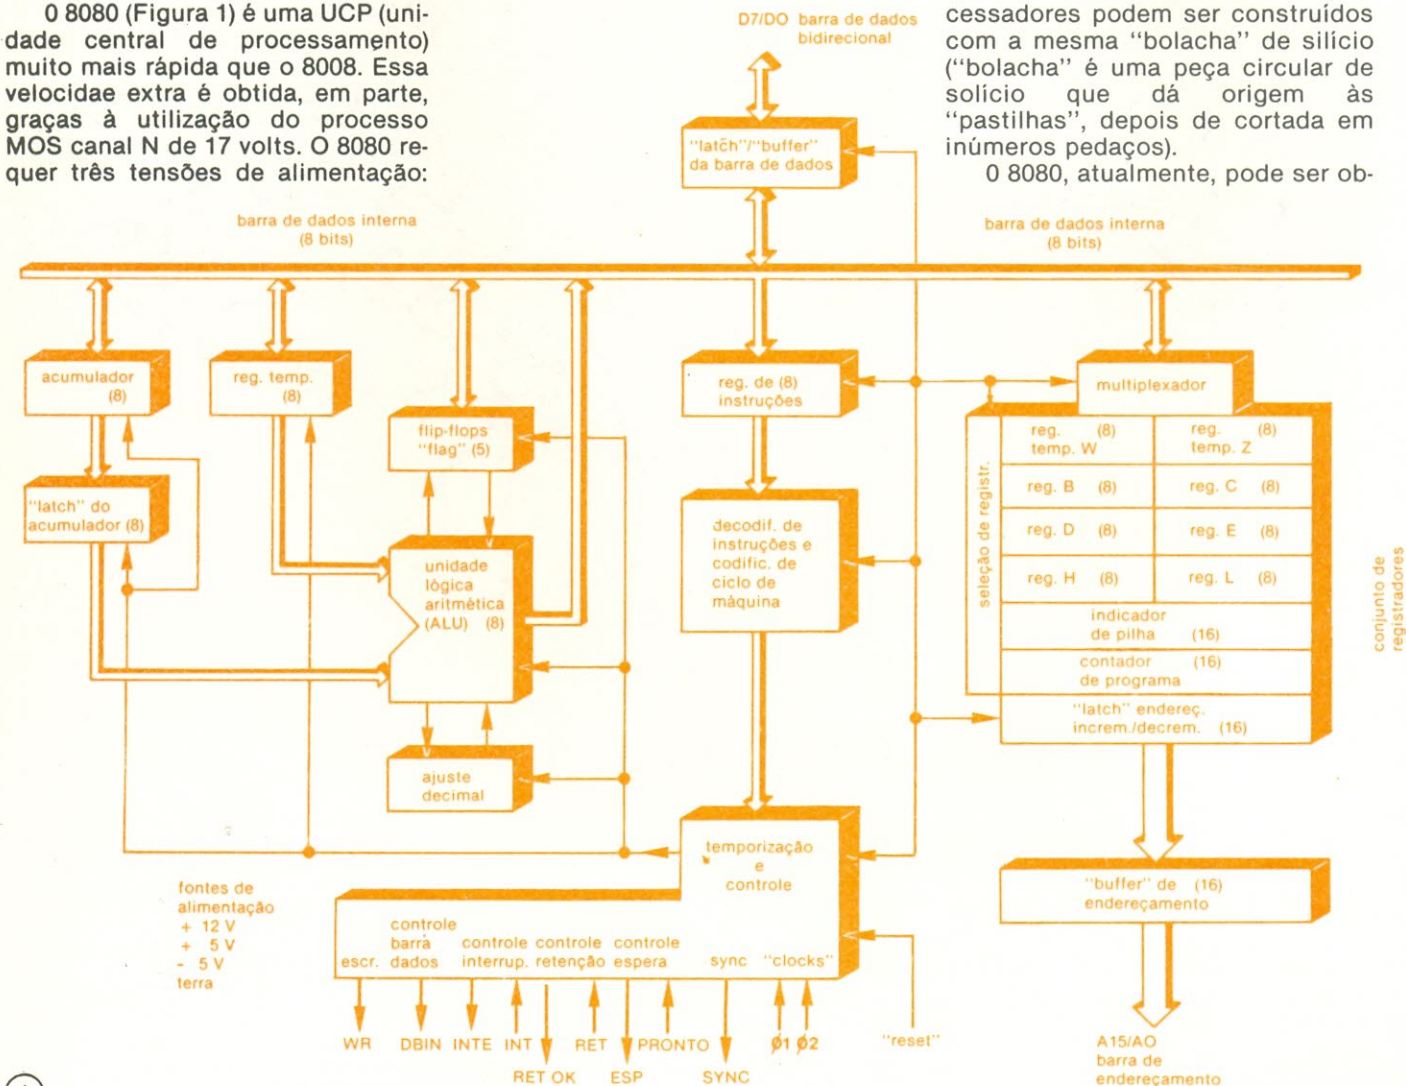 O 8080 (Figura 1) é uma UCP (uni-
dade central de processamento)
muito mais rápida que o 8008. Essa
velocidae extra é obtida, em parte,
graças à utilização do processo
MOS canal N de 17 volts. O 8080 re-
quer três tensões de alimentação:
cessadores podem ser construídos
com a mesma "bolacha" de silício
("bolacha" é uma peça circular de
solício que dá origem às
"pastilhas", depois de cortada em
inúmeros pedaços).
O 8080, atualmente, pode ser ob-
D7/DO barra de dados
bidirecional
"latch"/"buffer"
da barra de dados
barra de dados interna
(8 bits)
barra de dados interna
(8 bits)
acumulador
(8)
reg. temp.
(8)
flip-flops
"flag" (5)
reg. de (8)
instruções
multiplexador
"latch" do
acumulador (8)
unidade
lógica
aritmética
(ALU) (8)
decodif. de
instruções e
codific. de
ciclo de
màquina
seleção de registr.
reg. (8)
temp. W
reg. (8)
temp. Z
reg. B (8)
reg. C (8)
reg. D (8)
reg. E (8)
reg. H (8)
reg. L (8)
indicador
de pilha (16)
contador (16)
de programa
"latch" endereç.
increm./decrem. (16)
conjunto de
registradores
ajuste
decimal
temporização
e
controle
"buffer" de (16)
endereçamento
fontes de
alimentação
+ 12 V
+ 5 V
- 5 V
terra
escr.
controle
barra
dados
controle
interrup.
controle
retenção
controle
espera
sync
"clocks"
WR DBIN INTE INT RET PRONTO ø1 ø2 "reset"
RET OK ESP SYNC
A15/AO
barra de
endereçamento